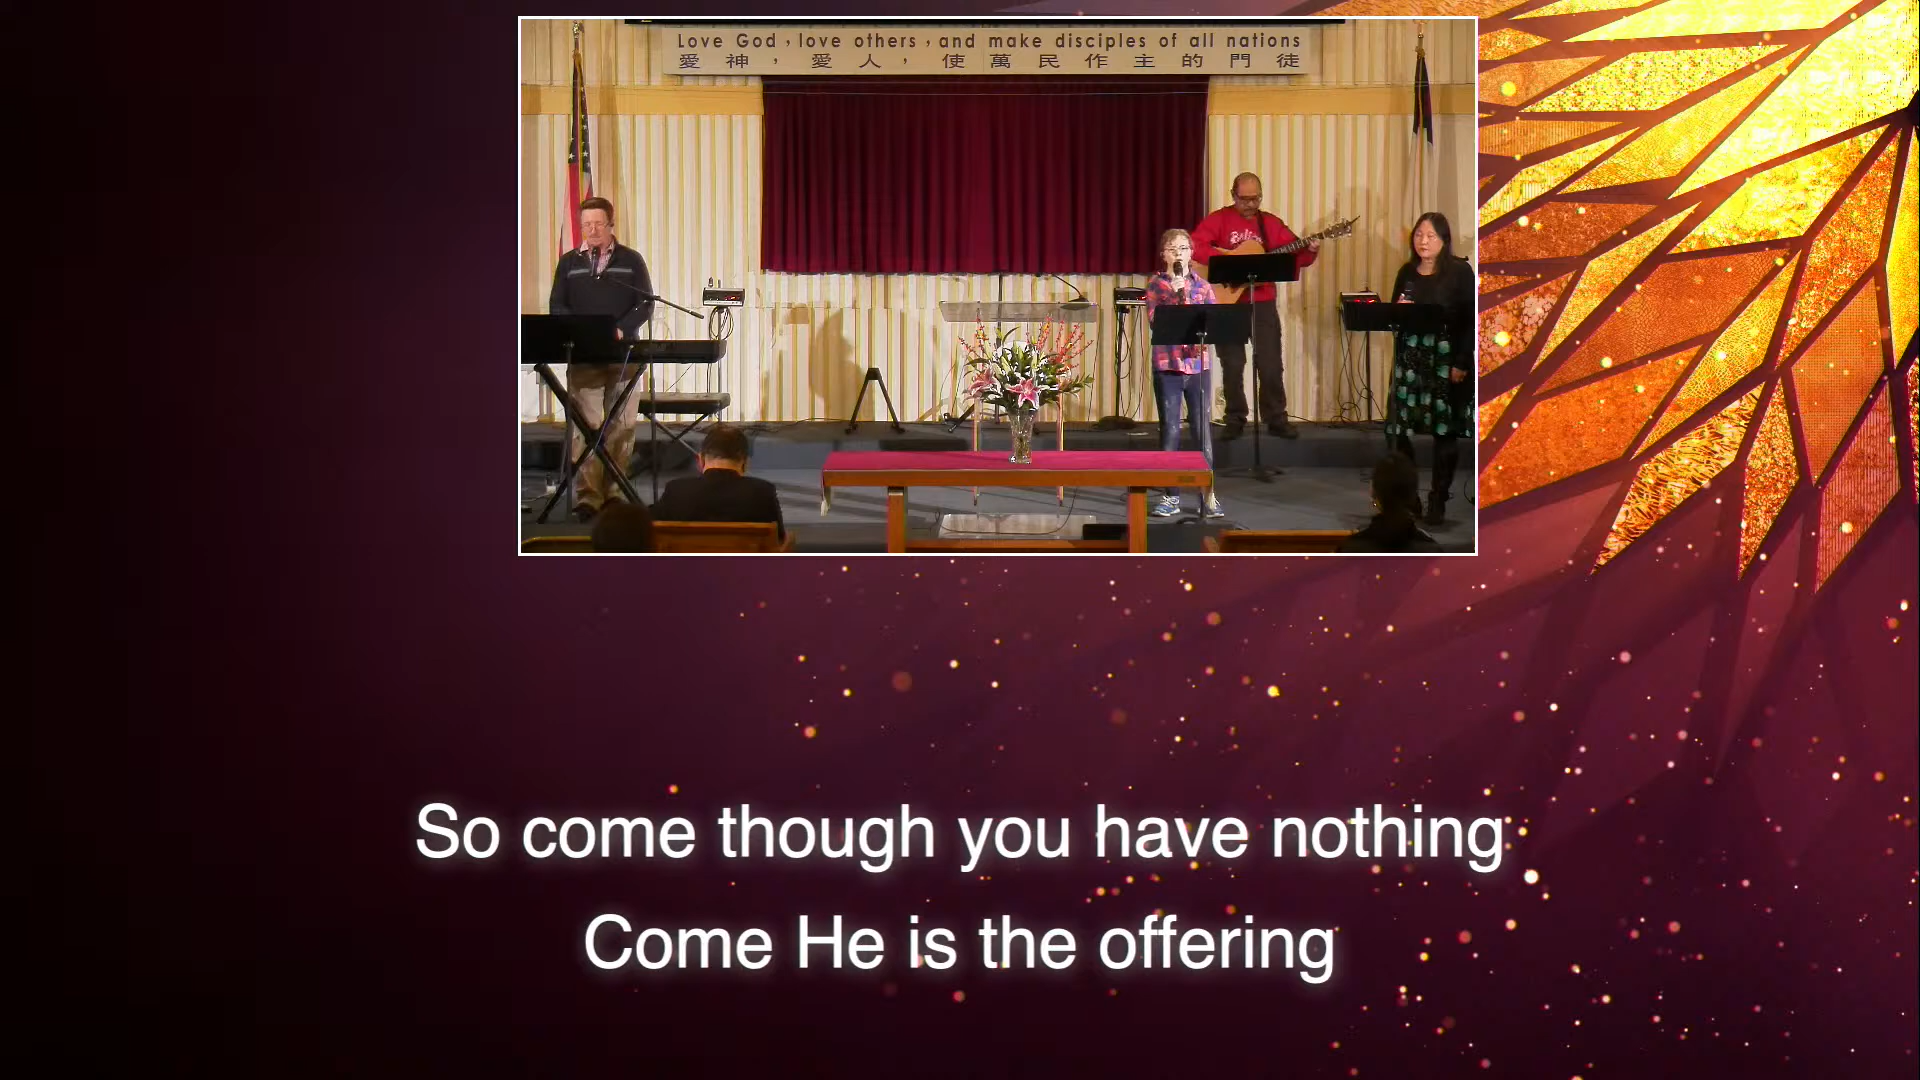 Love God, love others, and make disciples of all nations
愛神，愛人，使萬民作主的門徒
So come though you have nothing
Come He is the offering